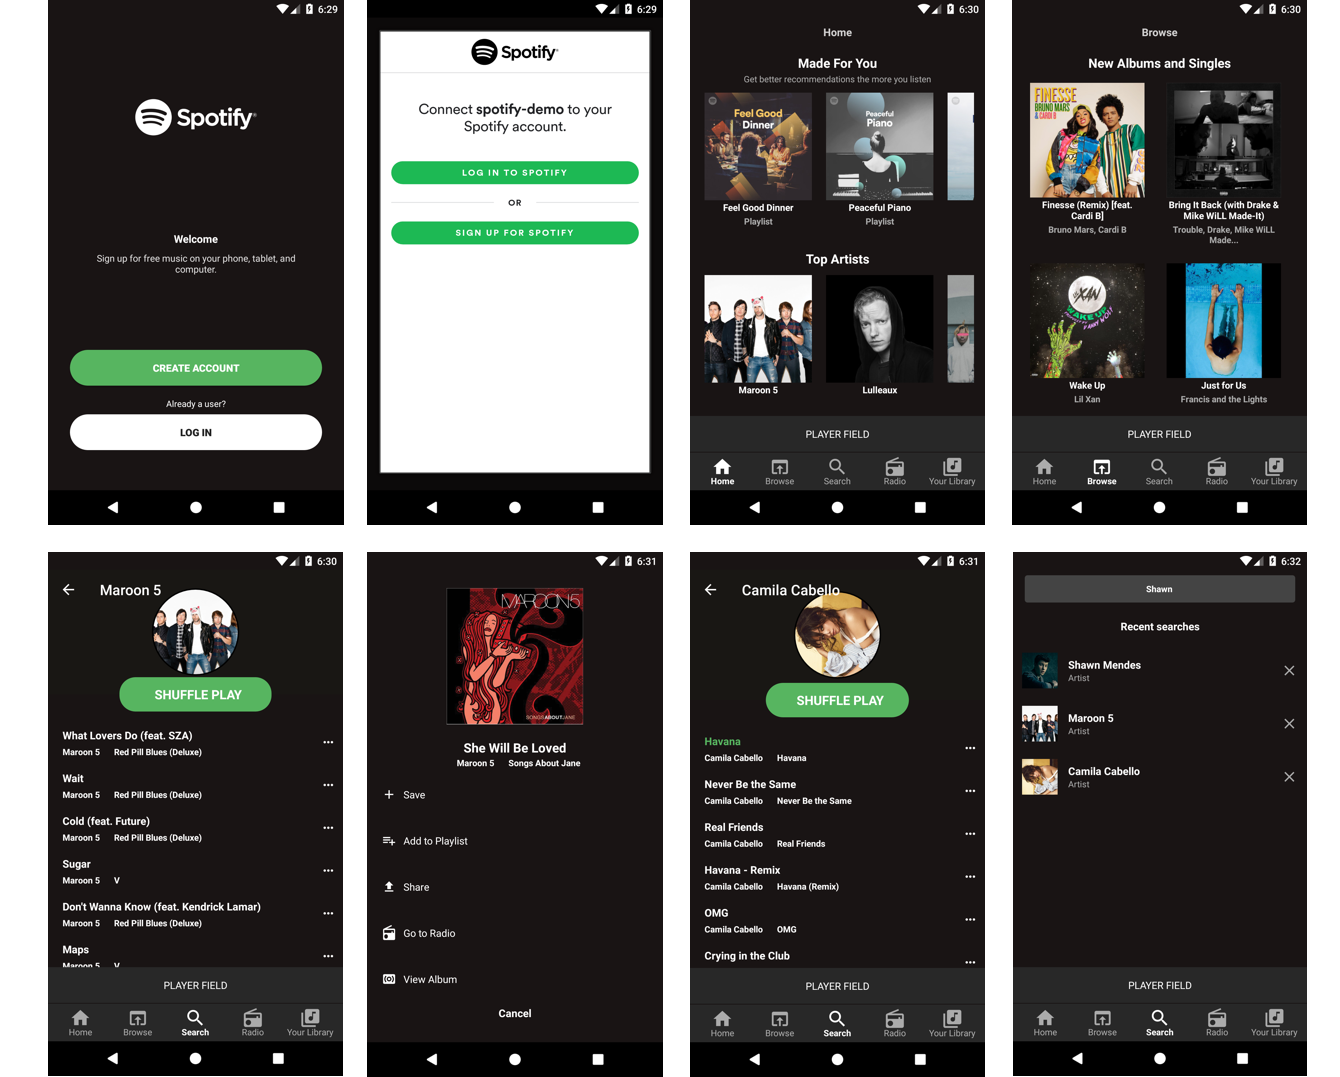 6:29
Spotify
Welcome
Sign up for free music on your phone, tablet, and
computer.
CREATE ACCOUNT
Already a user?
LOG IN
6:29
Spotify
Connect spotify-demo to your
Spotify account.
LOG IN TO SPOTIFY
OR
SIGN UP FOR SPOTIFY
6:30
Home
Made For You
Get better recommendations the more you listen
Feel Good
Dinner
Peaceful
Piano
Feel Good Dinner
Playlist
Peaceful Piano
Playlist
Top Artists
Maroon 5
Lulleaux
PLAYER FIELD
Home
Browse
Search
Radio
Your Library
6:30
Browse
New Albums and Singles
FINESSE
BRUNO MARS
& CARDI B
Finesse (Remix) [feat.
Cardi B]
Bruno Mars, Cardi B
Bring It Back (with Drake &
Mike WiLL Made-It)
Trouble, Drake, Mike WiLL
Made...
XAN
WAKE UP
Wake Up
Lil Xan
Just for Us
Francis and the Lights
PLAYER FIELD
Home
Browse
Search
Radio
Your Library
6:30
Maroon 5
SHUFFLE PLAY
What Lovers Do (feat. SZA)
Maroon 5 Red Pill Blues (Deluxe)
Wait
Maroon 5 Red Pill Blues (Deluxe)
Cold (feat. Future)
Maroon 5 Red Pill Blues (Deluxe)
Sugar
Maroon 5 V
Don't Wanna Know (feat. Kendrick Lamar)
Maroon 5 Red Pill Blues (Deluxe)
Maps
Maroon 5 V
PLAYER FIELD
Home
Browse
Search
Radio
Your Library
6:31
MAROON5
SONGSABOUTJANE
She Will Be Loved
Maroon 5 Songs About Jane
Save
Add to Playlist
Share
Go to Radio
View Album
Cancel
6:31
Camila Cabello
SHUFFLE PLAY
Havana
Camila Cabello Havana
Never Be the Same
Camila Cabello Never Be the Same
Real Friends
Camila Cabello Real Friends
Havana - Remix
Camila Cabello Havana (Remix)
OMG
Camila Cabello OMG
Crying in the Club
PLAYER FIELD
Home
Browse
Search
Radio
Your Library
6:32
Shawn
Recent searches
Shawn Mendes
Artist
Maroon 5
Artist
Camila Cabello
Artist
PLAYER FIELD
Home
Browse
Search
Radio
Your Library